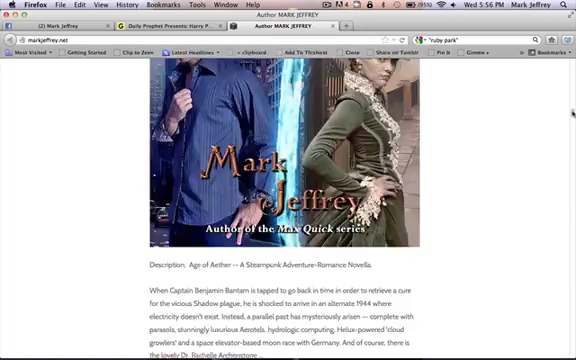 Firefox File Edit View History Bookmarks Tools Window Help (95%) Wed 5:56 PM Mark Jeffrey
Author MARK JEFFREY
(2) Mark Jeffrey Daily Prophet Presents: Harry P... Author MARK JEFFREY +
markjeffrey.net "ruby park"
Most Visited Getting Started Clip to Zeen Latest Headlines + clipboard. Add To ThisNext Close Share on Tumblr Pin It Gimme Bookmarks
Mark
Jeffrey
Author of the Max Quick series
Description. Age of Aether -- A Steampunk Adventure-Romance Novella.
When Captain Benjamin Bantam is tapped to go back in time in order to retrieve a cure
for the vicious Shadow plague, he is shocked to arrive in an alternate 1944 where
electricity doesn't exist. Instead, a parallel past has mysteriously arisen — complete with
parasols, stunningly luxurious Aerotels, hydrologic computing, Helux-powered 'cloud
growlers' and a space elevator-based moon race with Germany. And of course, there is
the lovely Dr. Rachelle Archenstone ...